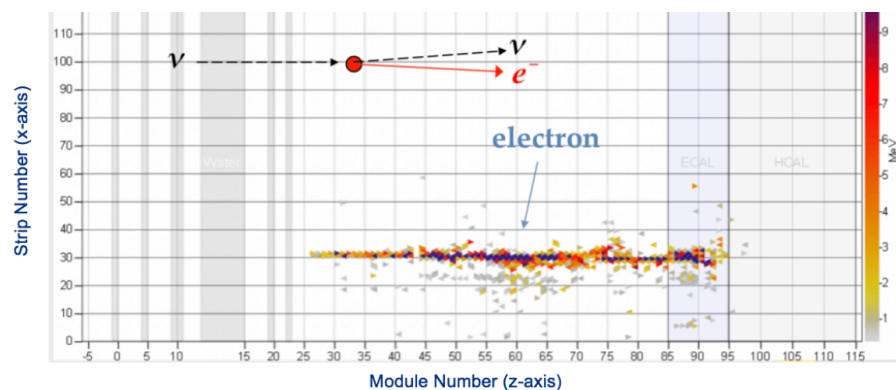 110
100
90
80
70
60
50
40
30
20
10
0
Strip Number (x-axis)
ν
ν
e⁻
electron
Water
ECAL
HCAL
-5 0 5 10 15 20 25 30 35 40 45 50 55 60 65 70 75 80 85 90 95 100 105 110 115
Module Number (z-axis)
9
8
7
6
5
4
3
2
1
MeV